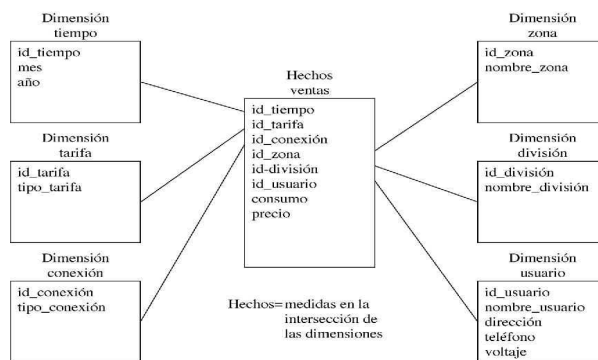 Dimensión
tiempo
id_tiempo
mes
año
Dimensión
tarifa
id_tarifa
tipo_tarifa
Dimensión
conexión
id_conexión
tipo_conexión
Hechos
ventas
id_tiempo
id_tarifa
id_conexión
id_zona
id-división
id_usuario
consumo
precio
Hechos= medidas en la
intersección de
las dimensiones
Dimensión
zona
id_zona
nombre_zona
Dimensión
división
id_división
nombre_división
Dimensión
usuario
id_usuario
nombre_usuario
dirección
teléfono
voltaje